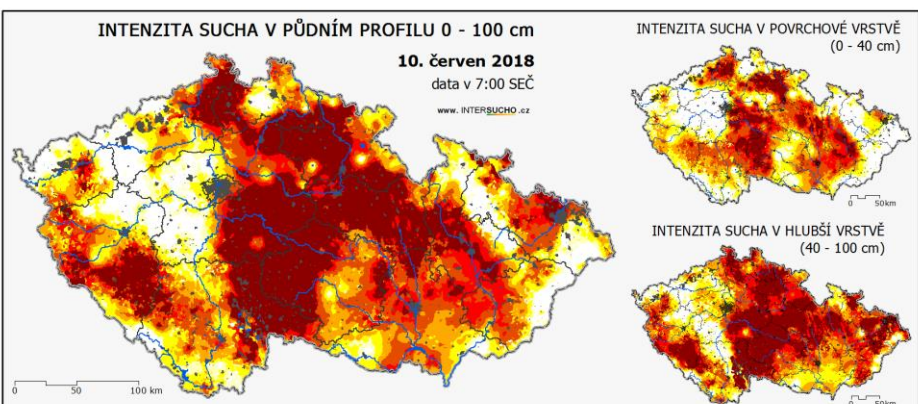 INTENZITA SUCHA V PŮDNÍM PROFILU 0 - 100 cm
10. červen 2018
data v 7:00 SEČ
www. INTERSUCHO .cz
0 50 100 km
INTENZITA SUCHA V POVRCHOVÉ VRSTVĚ
(0 - 40 cm)
0 50km
INTENZITA SUCHA V HLUBŠÍ VRSTVĚ
(40 - 100 cm)
0 50km